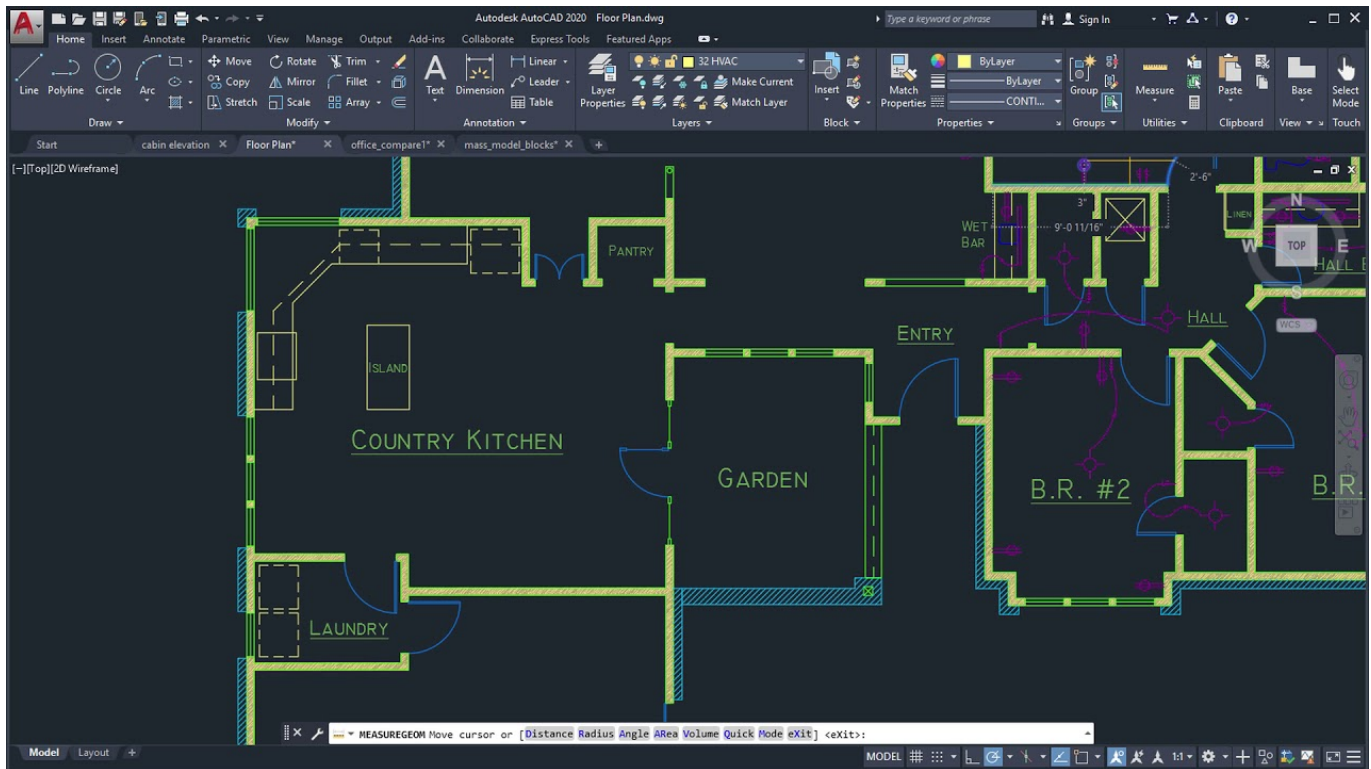 Autodesk AutoCAD 2020 Floor Plan.dwg
Type a keyword or phrase
Sign In
Home Insert Annotate Parametric View Manage Output Add-ins Collaborate Express Tools Featured Apps
Line Polyline Circle Arc
Move Rotate Trim
Copy Mirror Fillet
Stretch Scale Array
Text Dimension
Linear
Leader
Table
Layer Properties
32 HVAC
Make Current
Match Layer
Insert
Match Properties
ByLayer
ByLayer
CONTI...
Group
Measure
Paste
Base
Select Mode
Draw Modify Annotation Layers Block Properties Groups Utilities Clipboard View Touch
Start cabin elevation Floor Plan* office_compare1* mass_model_blocks*
[−][Top][2D Wireframe]
2'-6"
3"
9'-0 11/16"
WET
BAR
LINEN
N
W TOP E
S
WCS
HALL B
PANTRY
HALL
ENTRY
ISLAND
COUNTRY KITCHEN
GARDEN
B.R. #2
B.R.
LAUNDRY
MEASUREGEOM Move cursor or [Distance Radius Angle ARea Volume Quick Mode eXit] <eXit>:
Model Layout
MODEL
1:1